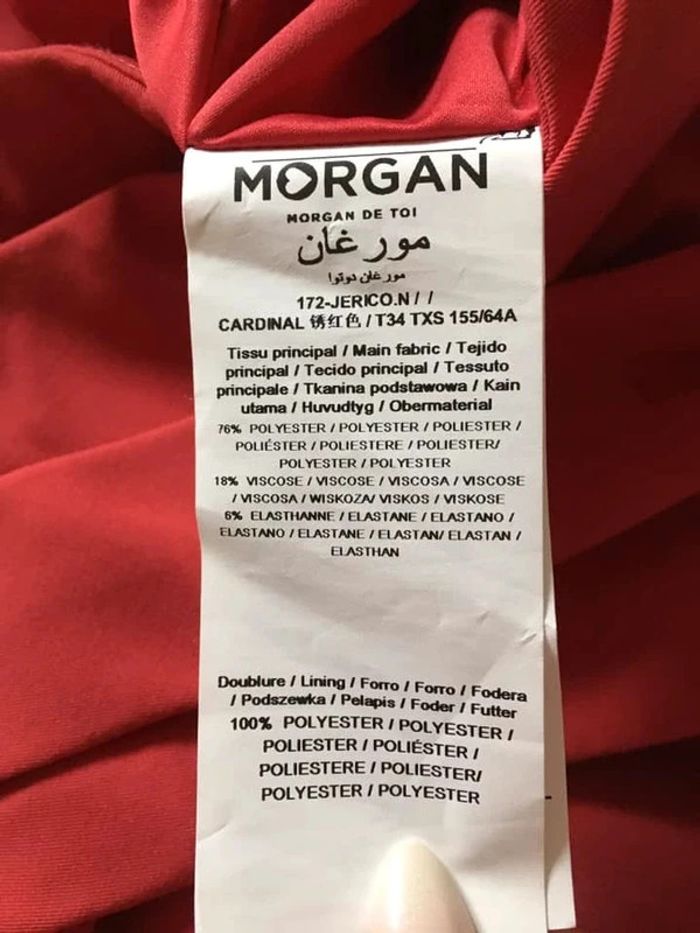 MORGAN
MORGAN DE TOI
مورغان
مورغان دوتوا
172-JERICO.N / /
CARDINAL 锈红色 / T34 TXS 155/64A
Tissu principal / Main fabric / Tejido
principal / Tecido principal / Tessuto
principale / Tkanina podstawowa / Kain
utama / Huvudtyg / Obermaterial
76% POLYESTER / POLYESTER / POLIESTER /
POLIÉSTER / POLIESTERE / POLIESTER/
POLYESTER / POLYESTER
18% VISCOSE / VISCOSE / VISCOSA / VISCOSE
/ VISCOSA / WISKOZA/ VISKOS / VISKOSE
6% ELASTHANNE / ELASTANE / ELASTANO /
ELASTANO / ELASTANE / ELASTAN/ ELASTAN /
ELASTHAN
Doublure / Lining / Forro / Forro / Fodera
/ Podszewka / Pelapis / Foder / Futter
100% POLYESTER / POLYESTER /
POLIESTER / POLIÉSTER /
POLIESTERE / POLIESTER/
POLYESTER / POLYESTER